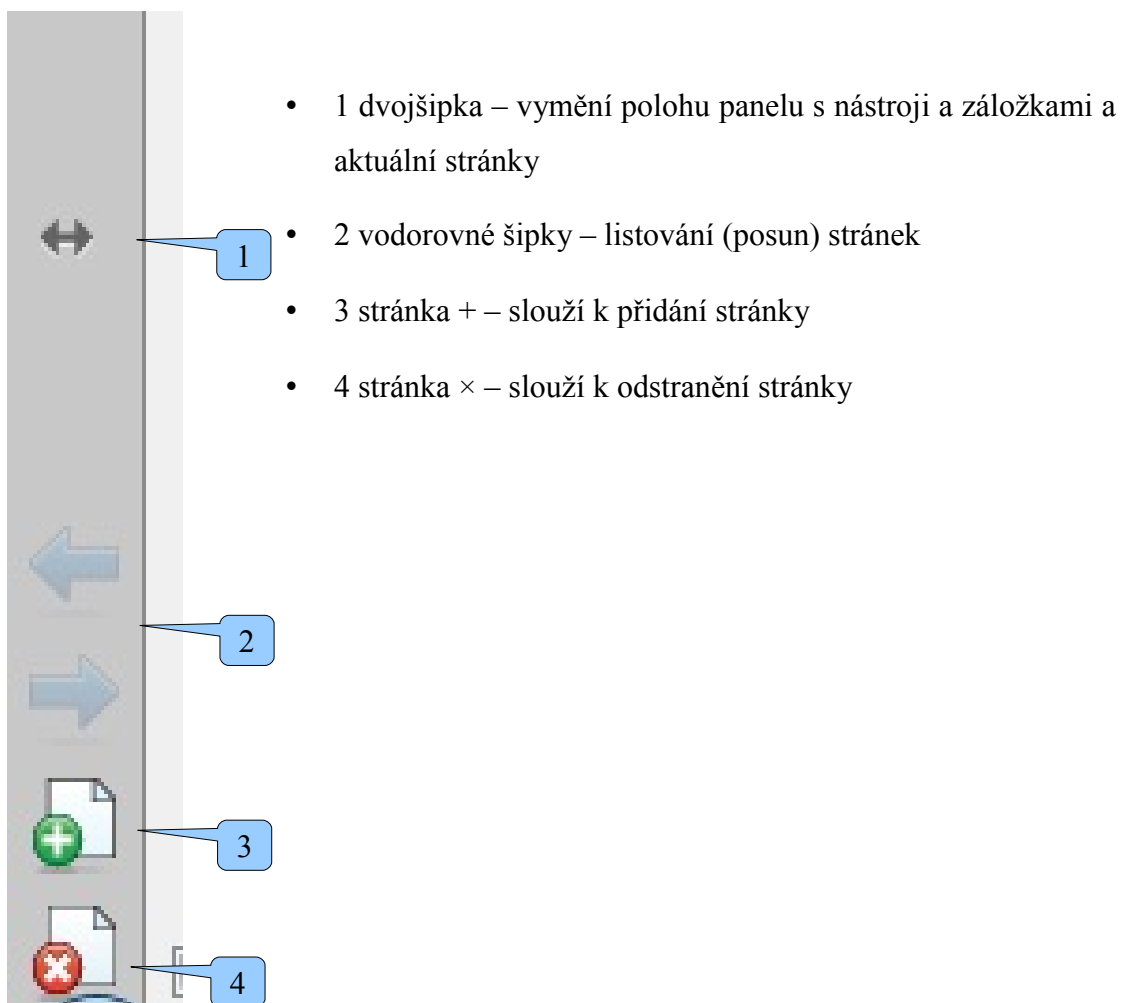 • 1 dvojšipka – vymění polohu panelu s nástroji a záložkami a
aktuální stránky
• 2 vodorovné šipky – listování (posun) stránek
• 3 stránka + – slouží k přidání stránky
• 4 stránka × – slouží k odstranění stránky
1
2
3
4